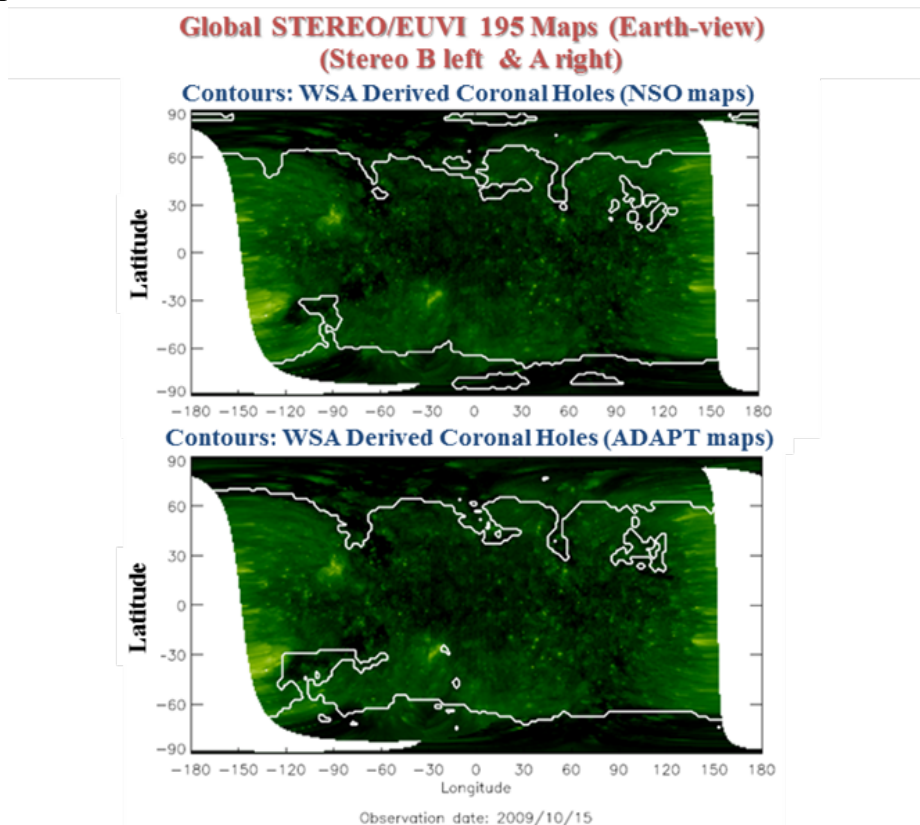 Global STEREO/EUVI 195 Maps (Earth-view)
(Stereo B left & A right)
Contours: WSA Derived Coronal Holes (NSO maps)
90
60
30
0
-30
-60
-90
Latitude
-180 -150 -120 -90 -60 -30 0 30 60 90 120 150 180
Contours: WSA Derived Coronal Holes (ADAPT maps)
90
60
30
0
-30
-60
-90
Latitude
-180 -150 -120 -90 -60 -30 0 30 60 90 120 150 180
Longitude
Observation date: 2009/10/15